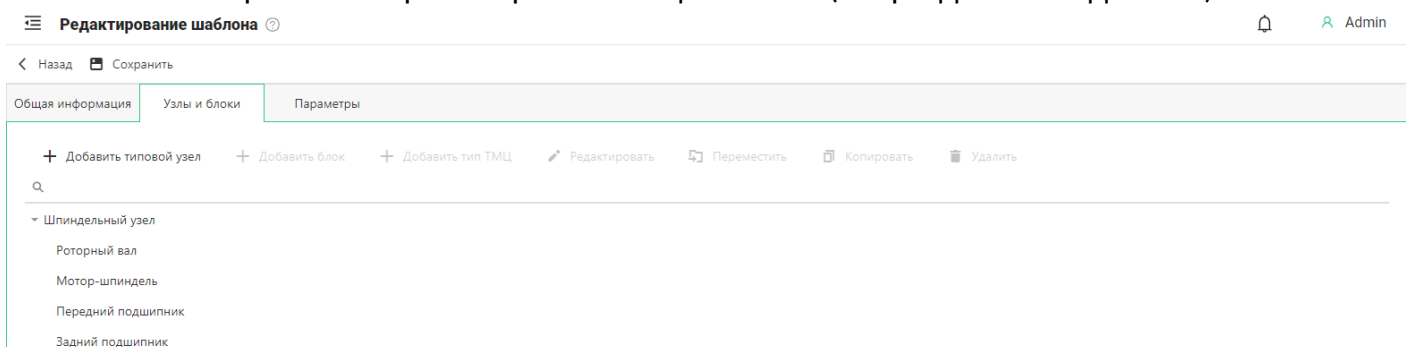 Редактирование шаблона
Admin
Назад Сохранить
Общая информация Узлы и блоки Параметры
Добавить типовой узел Добавить блок Добавить тип ТМЦ Редактировать Переместить Копировать Удалить
Шпиндельный узел
Роторный вал
Мотор-шпиндель
Передний подшипник
Задний подшипник